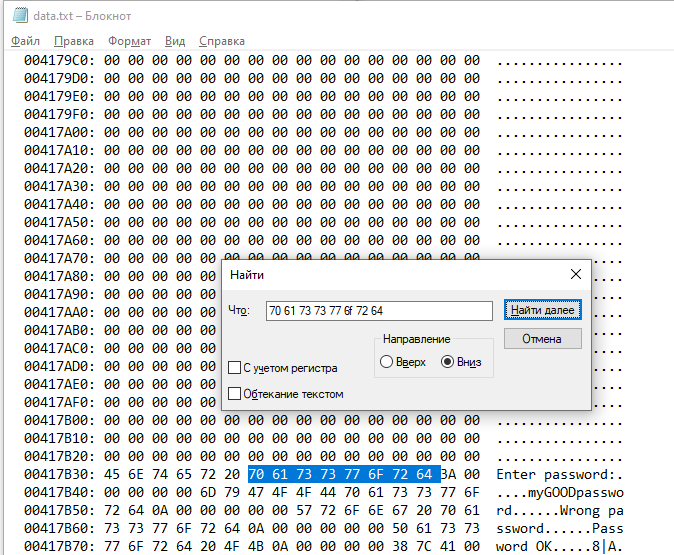 data.txt – Блокнот
Файл Правка Формат Вид Справка
004179C0: 00 00 00 00 00 00 00 00 00 00 00 00 00 00 00 00 ................
004179D0: 00 00 00 00 00 00 00 00 00 00 00 00 00 00 00 00 ................
004179E0: 00 00 00 00 00 00 00 00 00 00 00 00 00 00 00 00 ................
004179F0: 00 00 00 00 00 00 00 00 00 00 00 00 00 00 00 00 ................
00417A00: 00 00 00 00 00 00 00 00 00 00 00 00 00 00 00 00 ................
00417A10: 00 00 00 00 00 00 00 00 00 00 00 00 00 00 00 00 ................
00417A20: 00 00 00 00 00 00 00 00 00 00 00 00 00 00 00 00 ................
00417A30: 00 00 00 00 00 00 00 00 00 00 00 00 00 00 00 00 ................
00417A40: 00 00 00 00 00 00 00 00 00 00 00 00 00 00 00 00 ................
00417A50: 00 00 00 00 00 00 00 00 00 00 00 00 00 00 00 00 ................
00417A60: 00 00 00 00 00 00 00 00 00 00 00 00 00 00 00 00 ................
00417A70: 00 00 00 00 00 00 00 00 00 00 00 00 00 00 00 00 ................
00417A80: 00 00 00 00 00
00417A90: 00 00 00 00 00
00417AA0: 00 00 00 00 00
00417AB0: 00 00 00 00 00
00417AC0: 00 00 00 00 00
00417AD0: 00 00 00 00 00
00417AE0: 00 00 00 00 00
00417AF0: 00 00 00 00 00
Найти
Что: 70 61 73 73 77 6f 72 64 Найти далее
Направление Отмена
Вверх Вниз
С учетом регистра
Обтекание текстом
00417B00: 00 00 00 00 00 00 00 00 00 00 00 00 00 00 00 00 ................
00417B10: 00 00 00 00 00 00 00 00 00 00 00 00 00 00 00 00 ................
00417B20: 00 00 00 00 00 00 00 00 00 00 00 00 00 00 00 00 ................
00417B30: 45 6E 74 65 72 20 70 61 73 73 77 6F 72 64 3A 00 Enter password:.
00417B40: 00 00 00 00 6D 79 47 4F 4F 44 70 61 73 73 77 6F ....myGOODpasswo
00417B50: 72 64 0A 00 00 00 00 00 57 72 6F 6E 67 20 70 61 rd......Wrong pa
00417B60: 73 73 77 6F 72 64 0A 00 00 00 00 00 50 61 73 73 ssword......Pass
00417B70: 77 6F 72 64 20 4F 4B 0A 00 00 00 00 38 7C 41 00 word OK.....8|A.